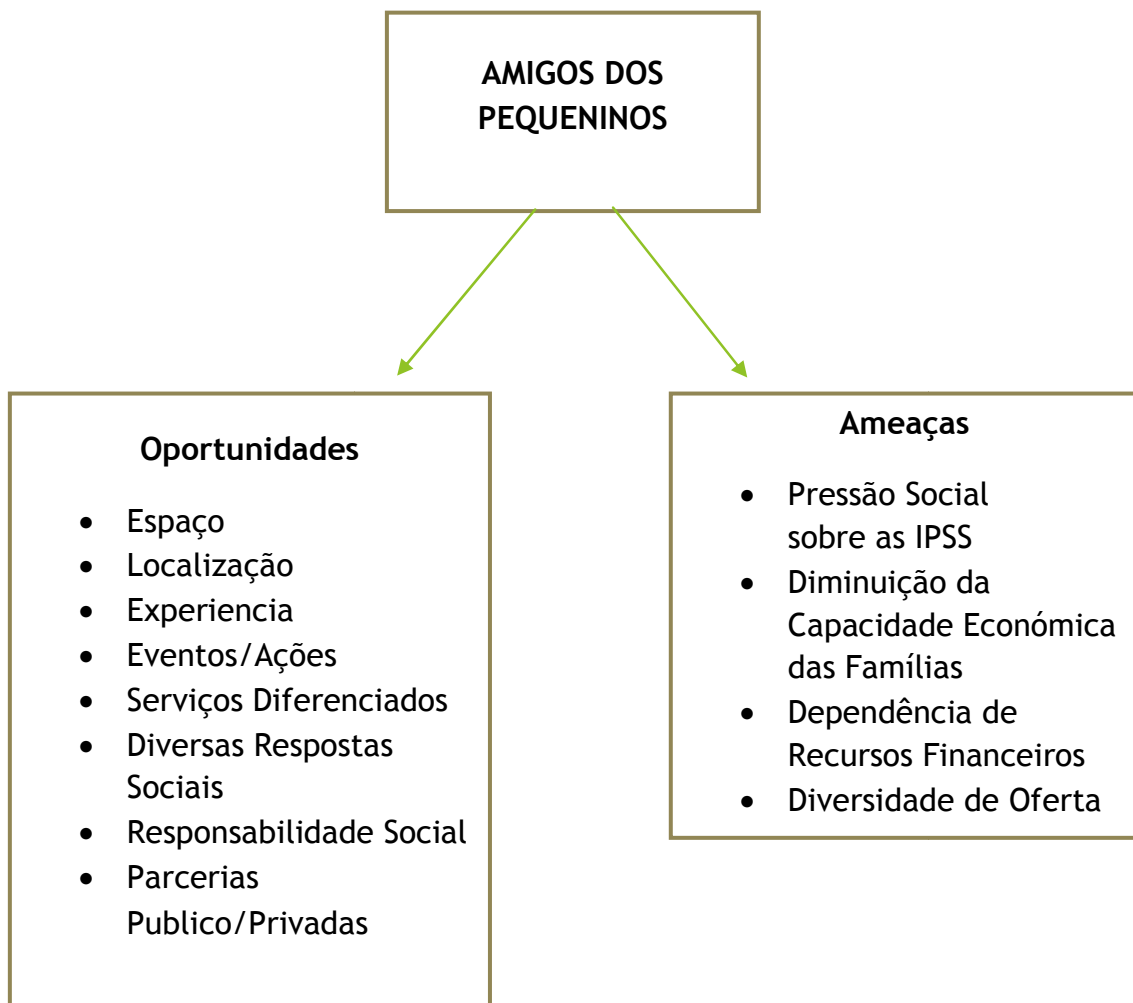 AMIGOS DOS
PEQUENINOS
Oportunidades
• Espaço
• Localização
• Experiencia
• Eventos/Ações
• Serviços Diferenciados
• Diversas Respostas
Sociais
• Responsabilidade Social
• Parcerias
Publico/Privadas
Ameaças
• Pressão Social
sobre as IPSS
• Diminuição da
Capacidade Económica
das Famílias
• Dependência de
Recursos Financeiros
• Diversidade de Oferta